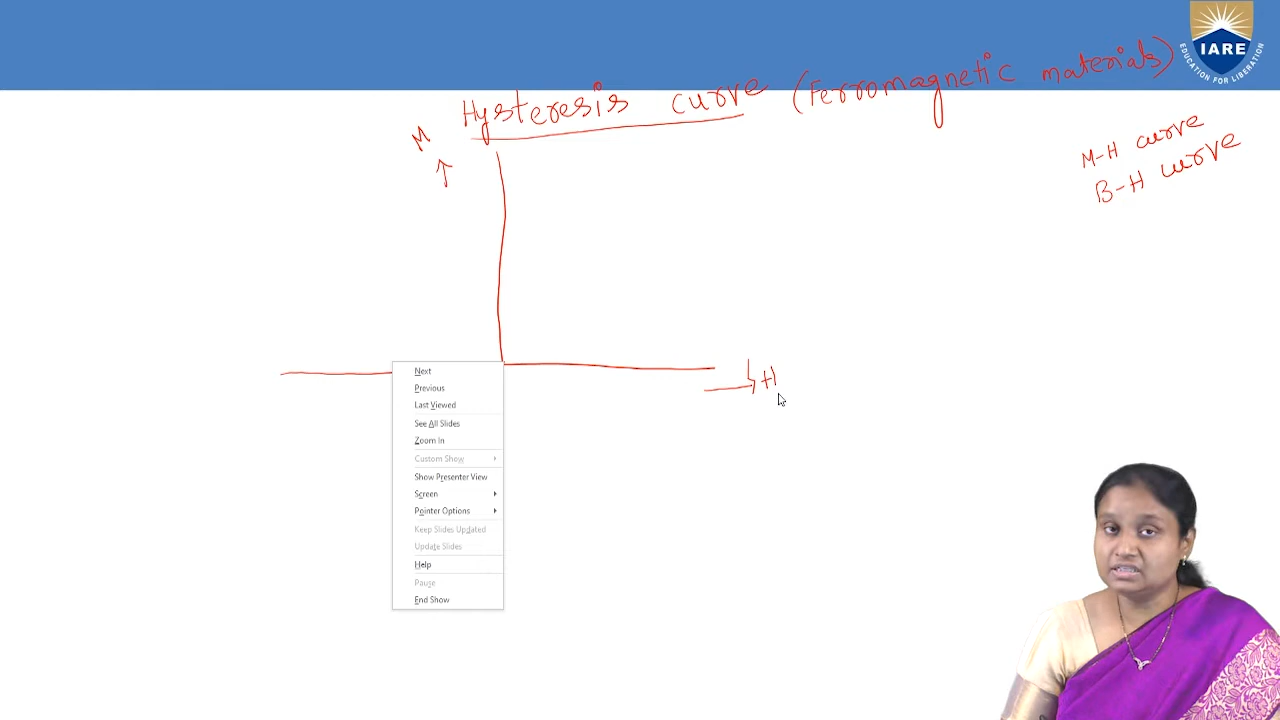 IARE
EDUCATION FOR LIBERATION
Hysteresis curve (Ferromagnetic materials)
M
M-H curve
B-H curve
H
Next
Previous
Last Viewed
See All Slides
Zoom In
Custom Show
Show Presenter View
Screen
Pointer Options
Keep Slides Updated
Update Slides
Help
Pause
End Show